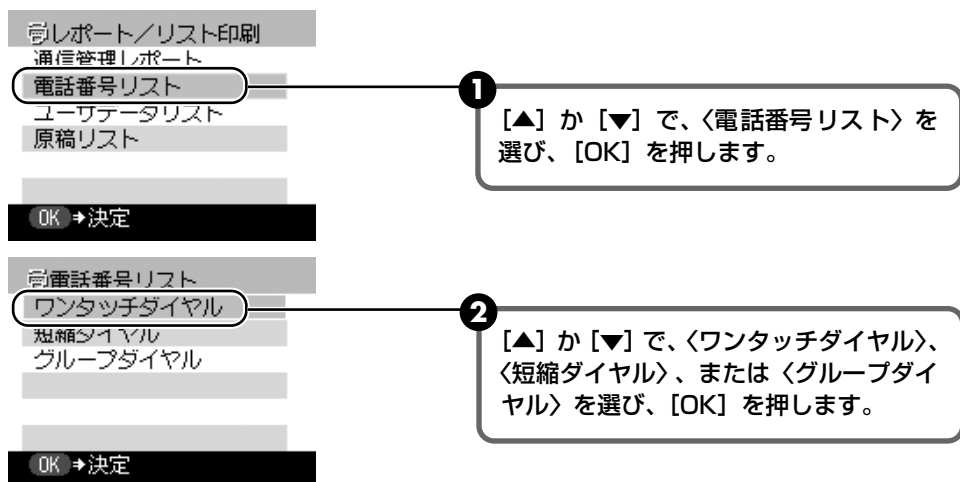 レポート／リスト印刷
通信管理レポート
電話番号リスト
ユーザデータリスト
原稿リスト
OK 決定
1
［▲］か［▼］で、〈電話番号リスト〉を
選び、［OK］を押します。
電話番号リスト
ワンタッチダイヤル
短縮ダイヤル
グループダイヤル
OK 決定
2
［▲］か［▼］で、〈ワンタッチダイヤル〉、
〈短縮ダイヤル〉、または〈グループダイ
ヤル〉を選び、［OK］を押します。